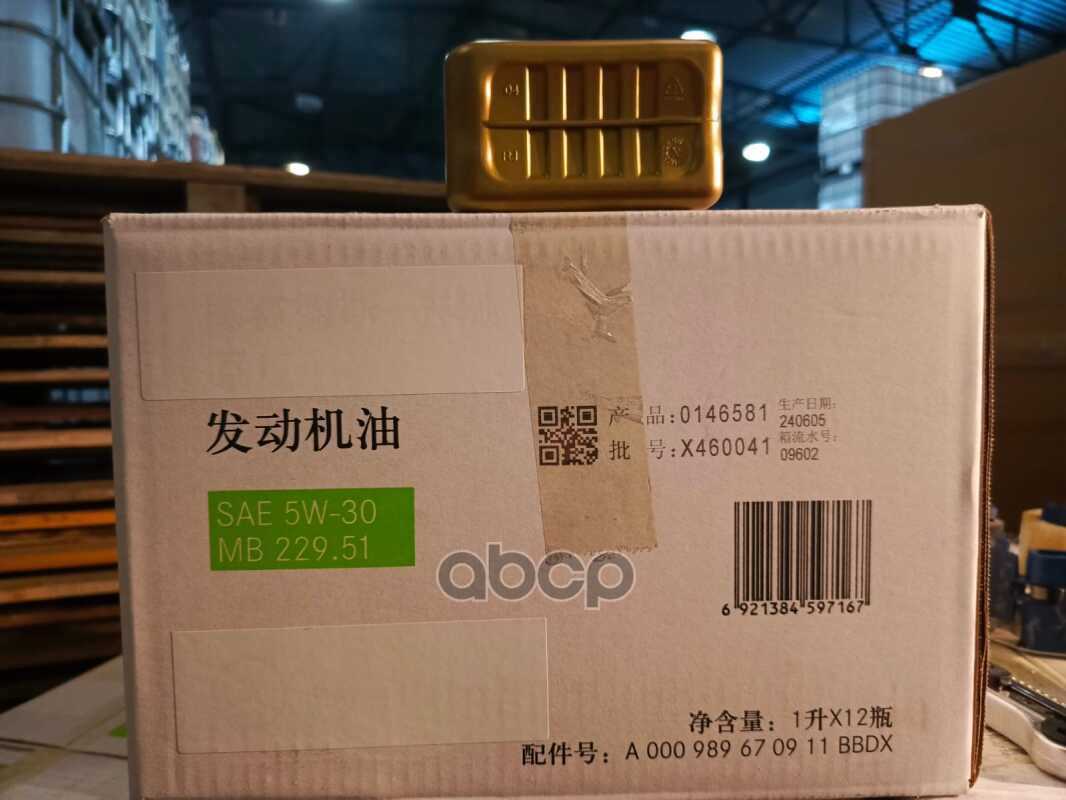 04
发动机油
SAE 5W-30
MB 229.51
产 品:0146581
批 号:X460041
生产日期:
240605
箱流水号:
09602
abcp
6 921384 597167
净含量: 1升X12瓶
配件号: A 000 989 67 09 11 BBDX